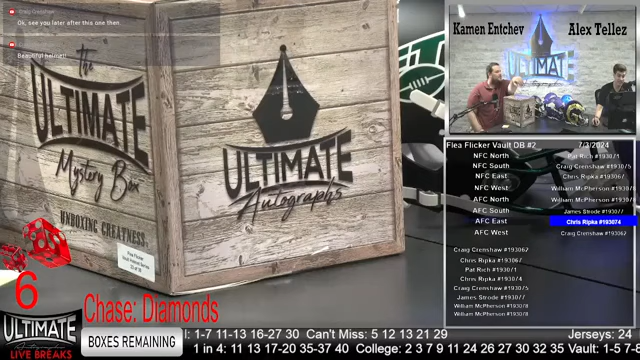 Craig Crenshaw
Ok, see you later after this one then.
Beautiful helmet!
the
ULTIMATE
Mystery Box
UNBOXING GREATNESS.
Flea Flicker
ULTIMATE
Autographs
6
Chase: Diamonds
ULTIMATE
LIVE BREAKS
BOXES REMAINING
Kamen Entchev
Alex Tellez
ULTIMATE
Flea Flicker Vault DB #2
7/3/2024
NFC North
Pat Rich #193071
NFC South
Craig Crenshaw #193075
NFC East
Chris Ripka #193067
NFC West
William McPherson #193078
AFC North
William McPherson #193078
AFC South
James Strode #193077
AFC East
Chris Ripka #193074
AFC West
Craig Crenshaw #193062
Craig Crenshaw #193062
Chris Ripka #193067
Pat Rich #193071
Chris Ripka #193074
Craig Crenshaw #193075
James Strode #193077
William McPherson #193078
William McPherson #193078
1-7 11-13 16-27 30 Can't Miss: 5 12 13 21 29
Jerseys: 24
1 in 4: 11 13 17-20 35-37 40 College: 2 3 7 9 11 24 26 27 30 32 35 Vault: 1-5 7-8